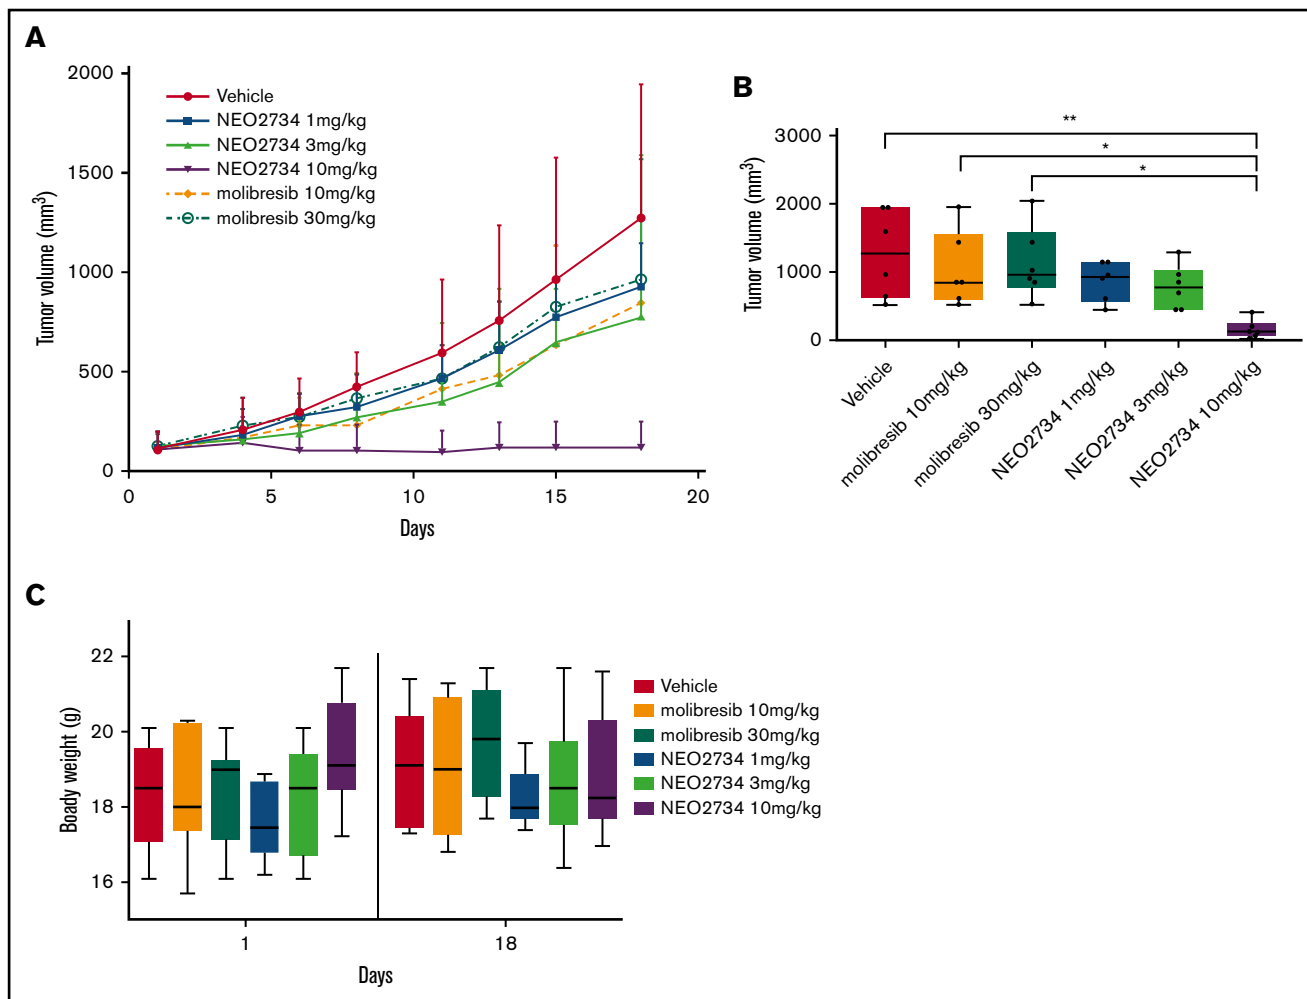 A
2000
1500
1000
500
0
Tumor volume (mm³)
0 5 10 15 20
Days
Vehicle
NEO2734 1mg/kg
NEO2734 3mg/kg
NEO2734 10mg/kg
molibresib 10mg/kg
molibresib 30mg/kg
B
3000
2000
1000
0
Tumor volume (mm³)
**
*
*
Vehicle
molibresib 10mg/kg
molibresib 30mg/kg
NEO2734 1mg/kg
NEO2734 3mg/kg
NEO2734 10mg/kg
C
22
20
18
16
Boady weight (g)
1 18
Days
Vehicle
molibresib 10mg/kg
molibresib 30mg/kg
NEO2734 1mg/kg
NEO2734 3mg/kg
NEO2734 10mg/kg